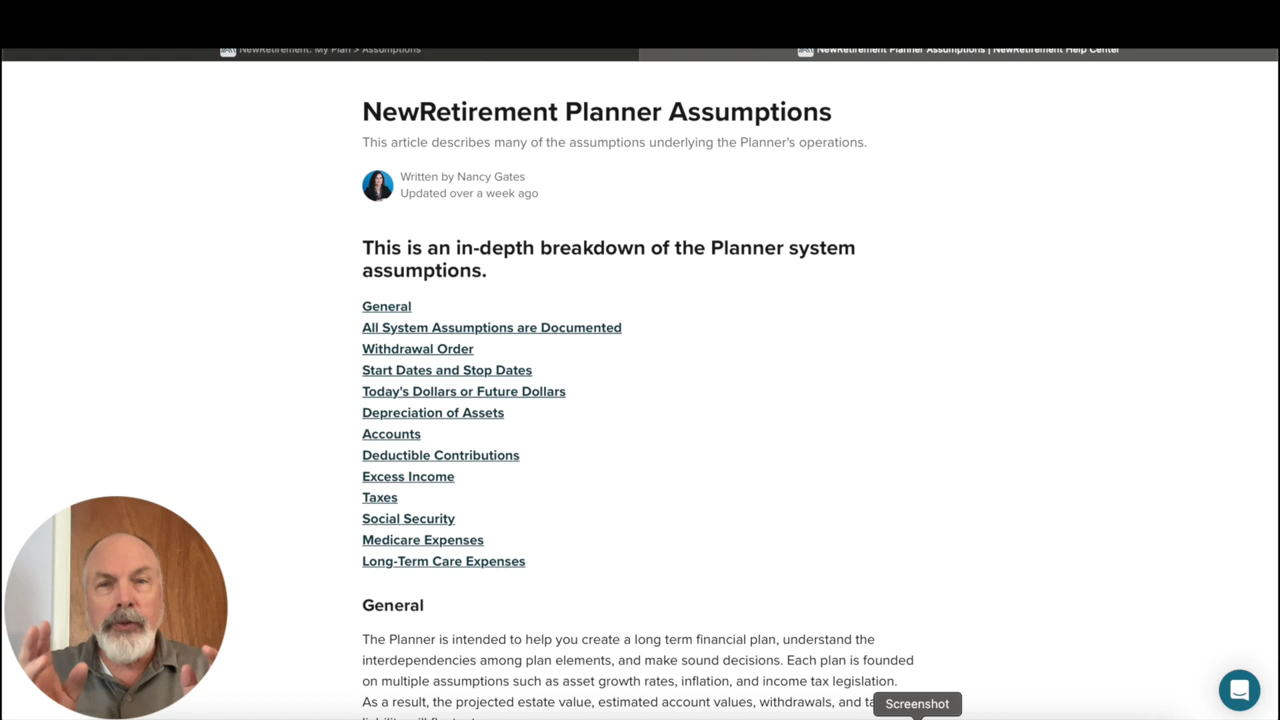 NewRetirement: My Plan > Assumptions
NewRetirement Planner Assumptions | NewRetirement Help Center
NewRetirement Planner Assumptions
This article describes many of the assumptions underlying the Planner's operations.
Written by Nancy Gates
Updated over a week ago
This is an in-depth breakdown of the Planner system
assumptions.
General
All System Assumptions are Documented
Withdrawal Order
Start Dates and Stop Dates
Today's Dollars or Future Dollars
Depreciation of Assets
Accounts
Deductible Contributions
Excess Income
Taxes
Social Security
Medicare Expenses
Long-Term Care Expenses
General
The Planner is intended to help you create a long term financial plan, understand the
interdependencies among plan elements, and make sound decisions. Each plan is founded
on multiple assumptions such as asset growth rates, inflation, and income tax legislation.
As a result, the projected estate value, estimated account values, withdrawals, and
Screenshot